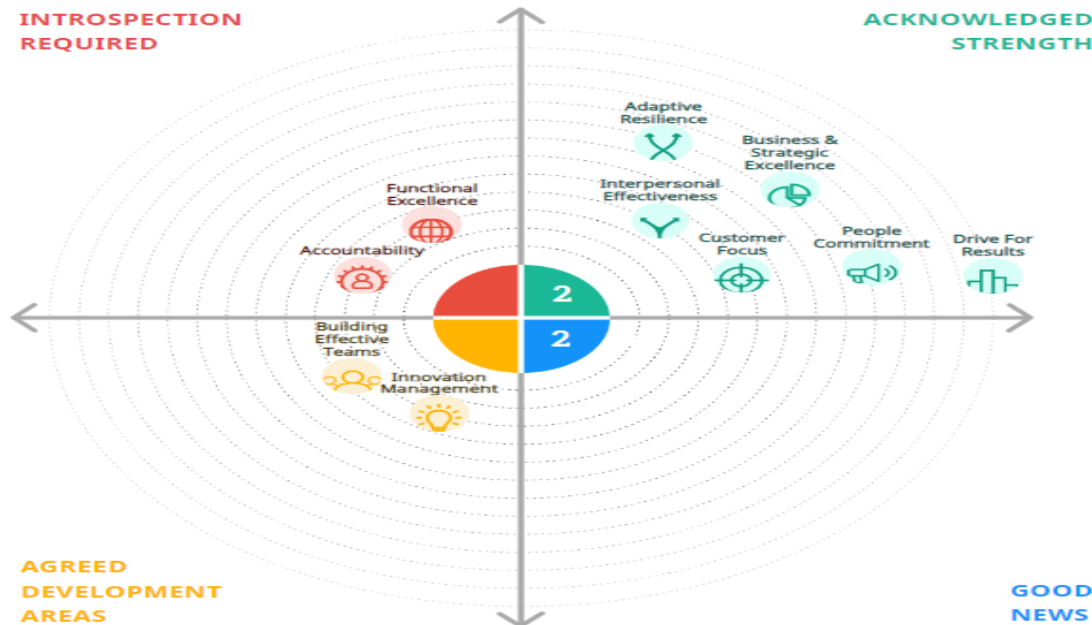 INTROSPECTION
REQUIRED
ACKNOWLEDGED
STRENGTH
Adaptive
Resilience
Business &
Strategic
Excellence
Functional
Excellence
Interpersonal
Effectiveness
Accountability
Customer
Focus
People
Commitment
Drive For
Results
2
2
Building
Effective
Teams
Innovation
Management
AGREED
DEVELOPMENT
AREAS
GOOD
NEWS